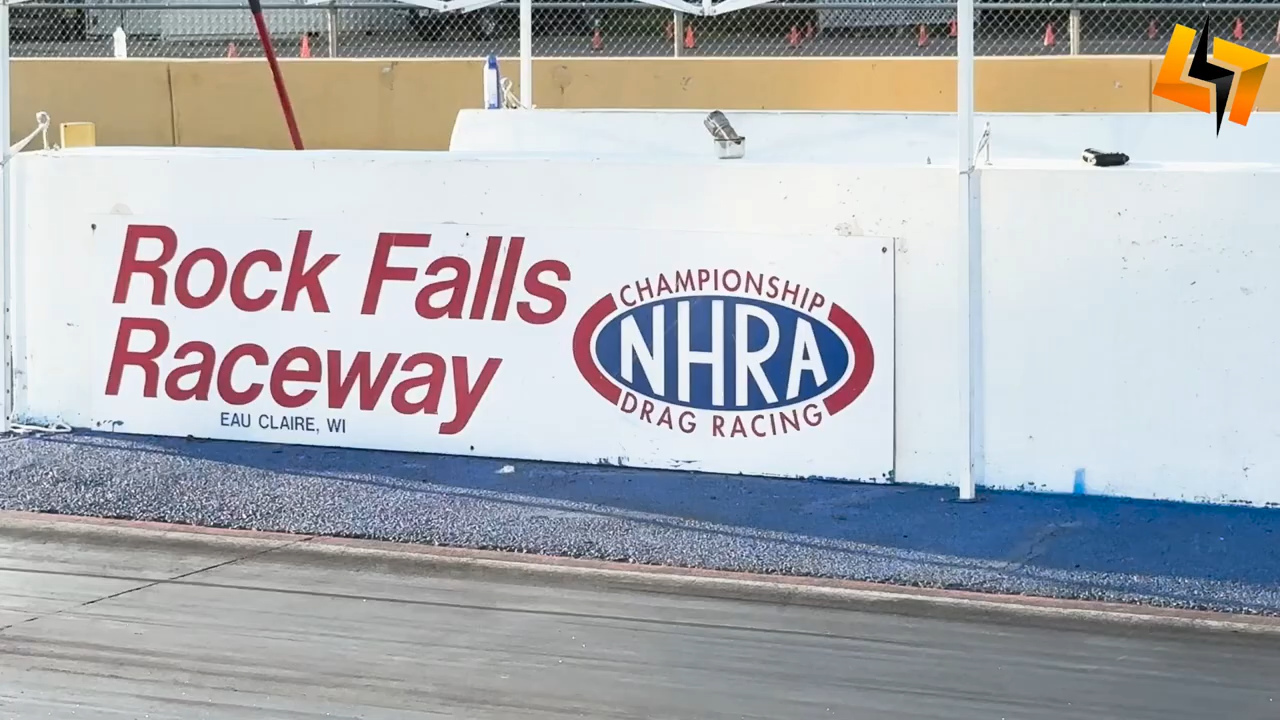 Rock Falls
Raceway
EAU CLAIRE, WI
CHAMPIONSHIP
NHRA
DRAG RACING